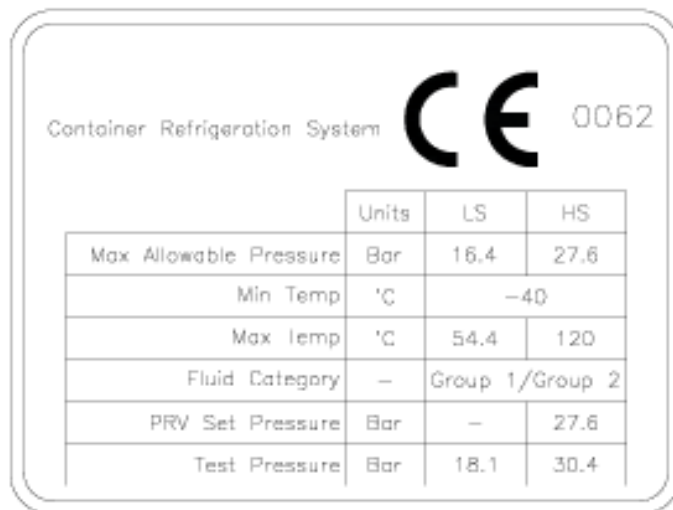 Container Refrigeration System CE 0062
Units LS HS
Max Allowable Pressure Bar 16.4 27.6
Min Temp °C -40
Max Temp °C 54.4 120
Fluid Category - Group 1/Group 2
PRV Set Pressure Bar - 27.6
Test Pressure Bar 18.1 30.4